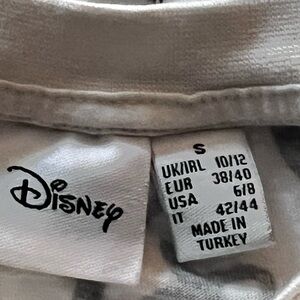 Disney
S
UK/IRL 10/12
EUR 38/40
USA 6/8
IT 42/44
MADE IN
TURKEY